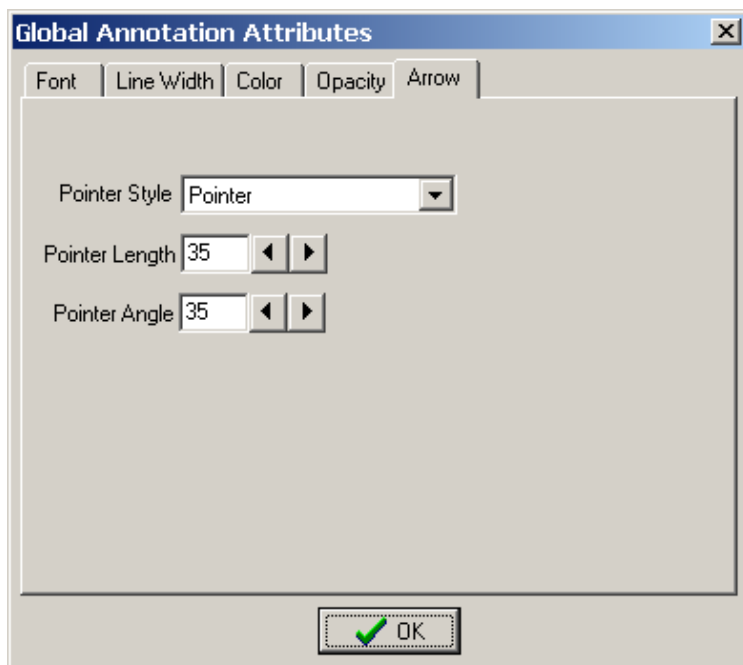 Global Annotation Attributes
Font Line Width Color Opacity Arrow
Pointer Style Pointer
Pointer Length 35
Pointer Angle 35
OK